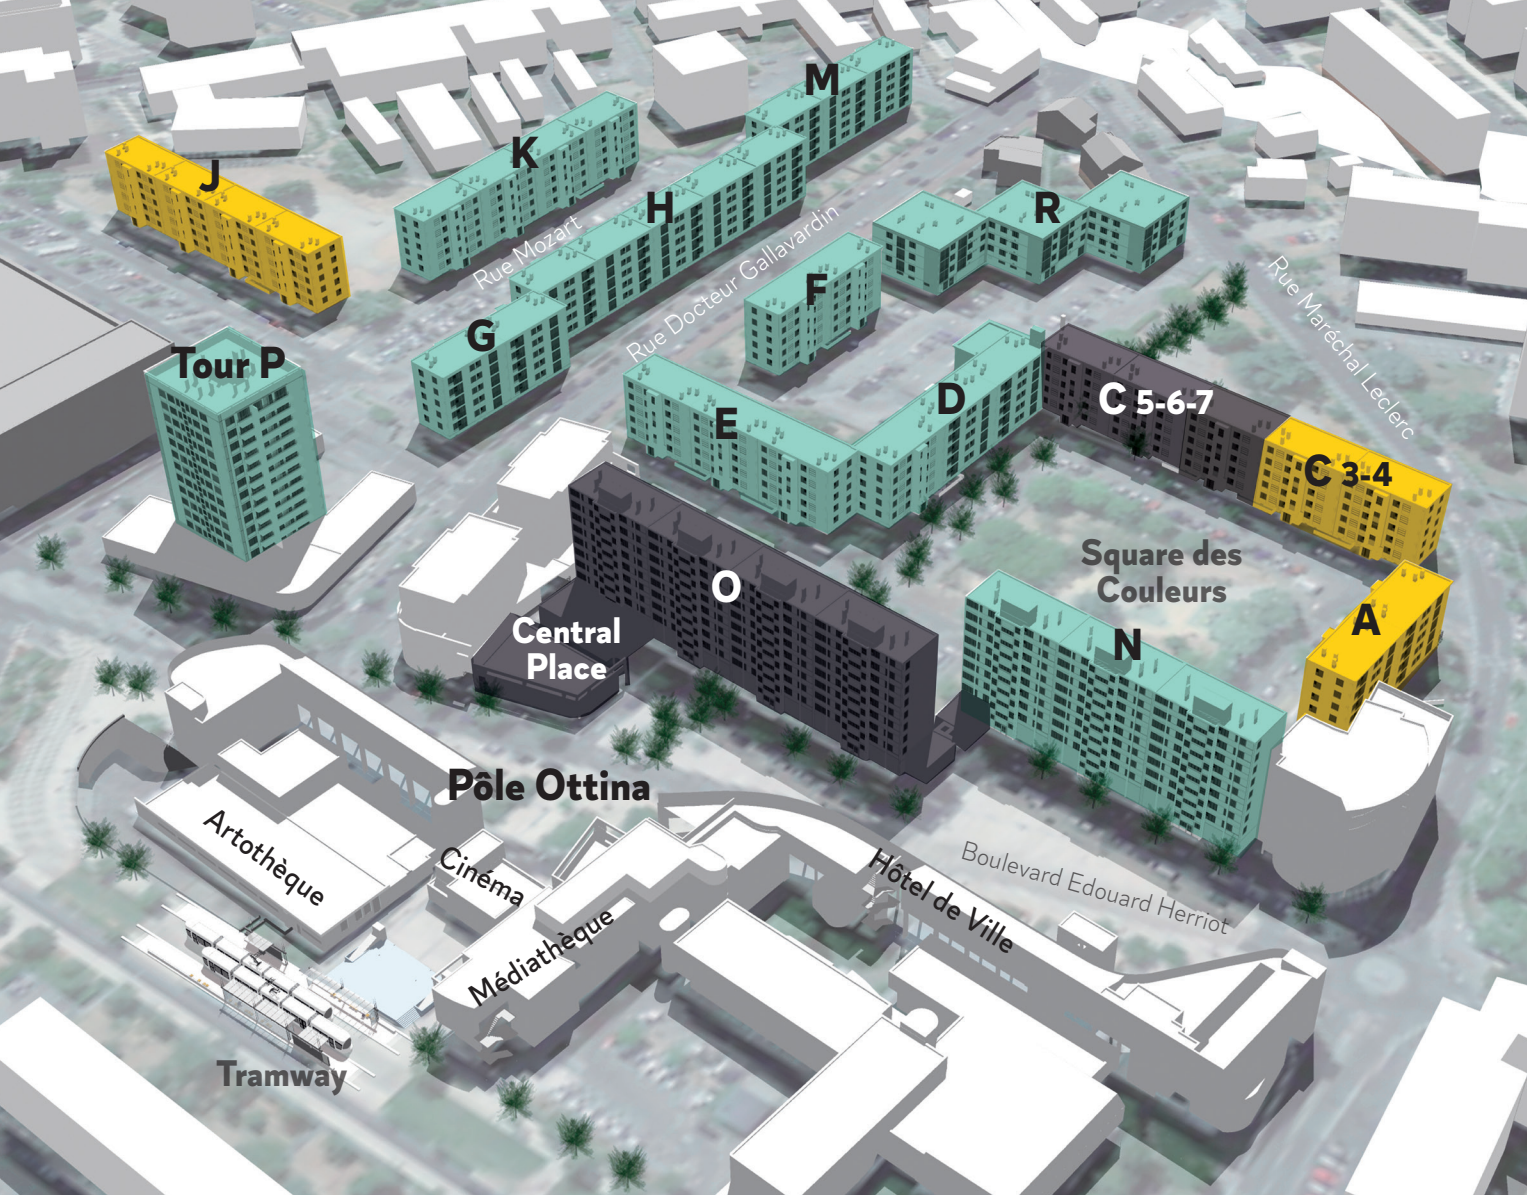 M
K
J
H
R
Rue Mozart
Rue Docteur Gallavardin
F
G
Rue Maréchal Leclerc
Tour P
D
C 5-6-7
E
C 3-4
Square des
Couleurs
O
Central
Place
N
A
Pôle Ottina
Artothèque
Cinéma
Médiathèque
Hôtel de Ville
Boulevard Edouard Herriot
Tramway